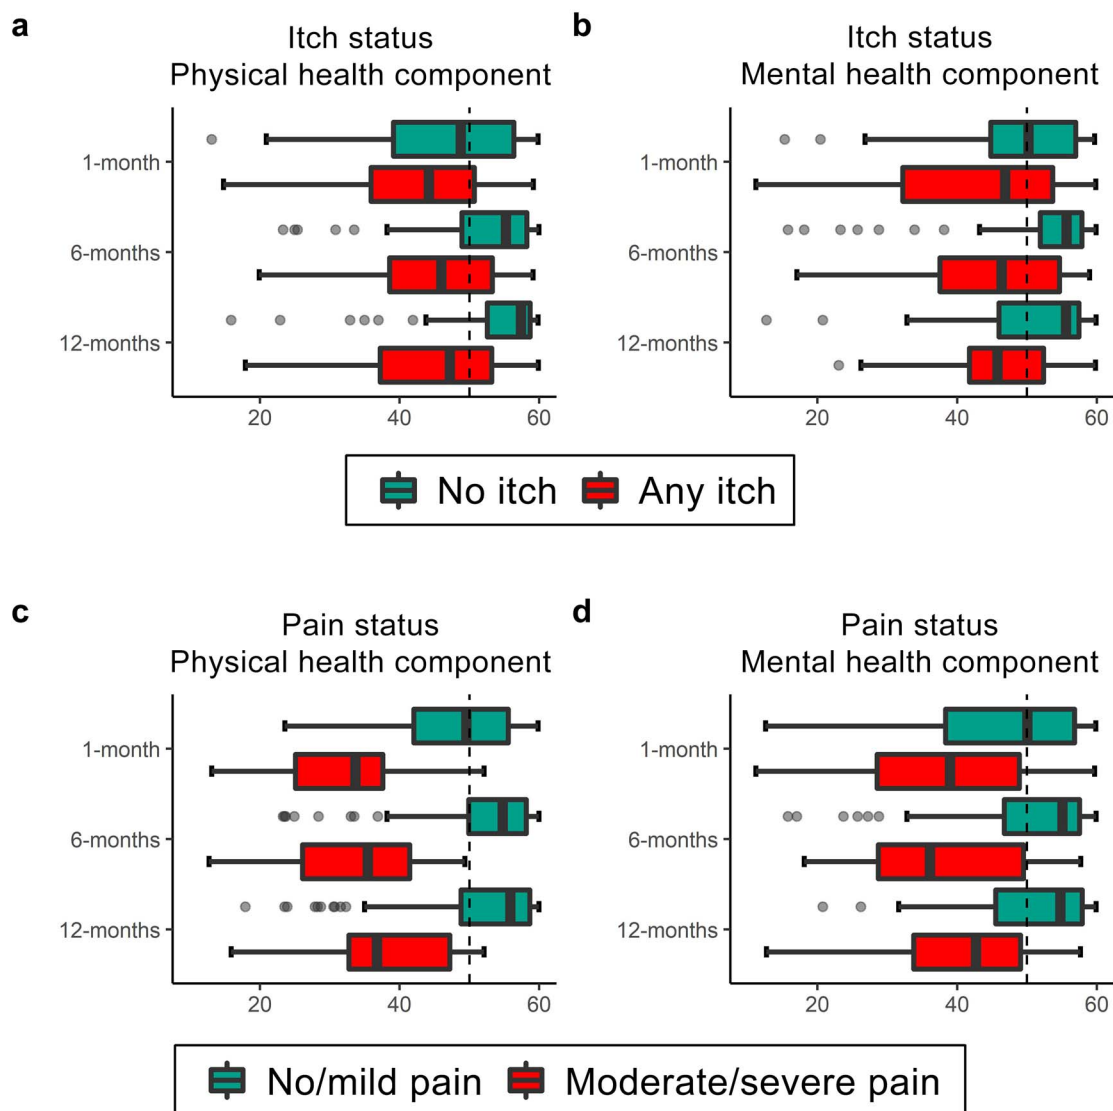 a
Itch status
Physical health component
1-month
6-months
12-months
20 40 60
b
Itch status
Mental health component
1-month
6-months
12-months
20 40 60
No itch Any itch
c
Pain status
Physical health component
1-month
6-months
12-months
20 40 60
d
Pain status
Mental health component
1-month
6-months
12-months
20 40 60
No/mild pain Moderate/severe pain